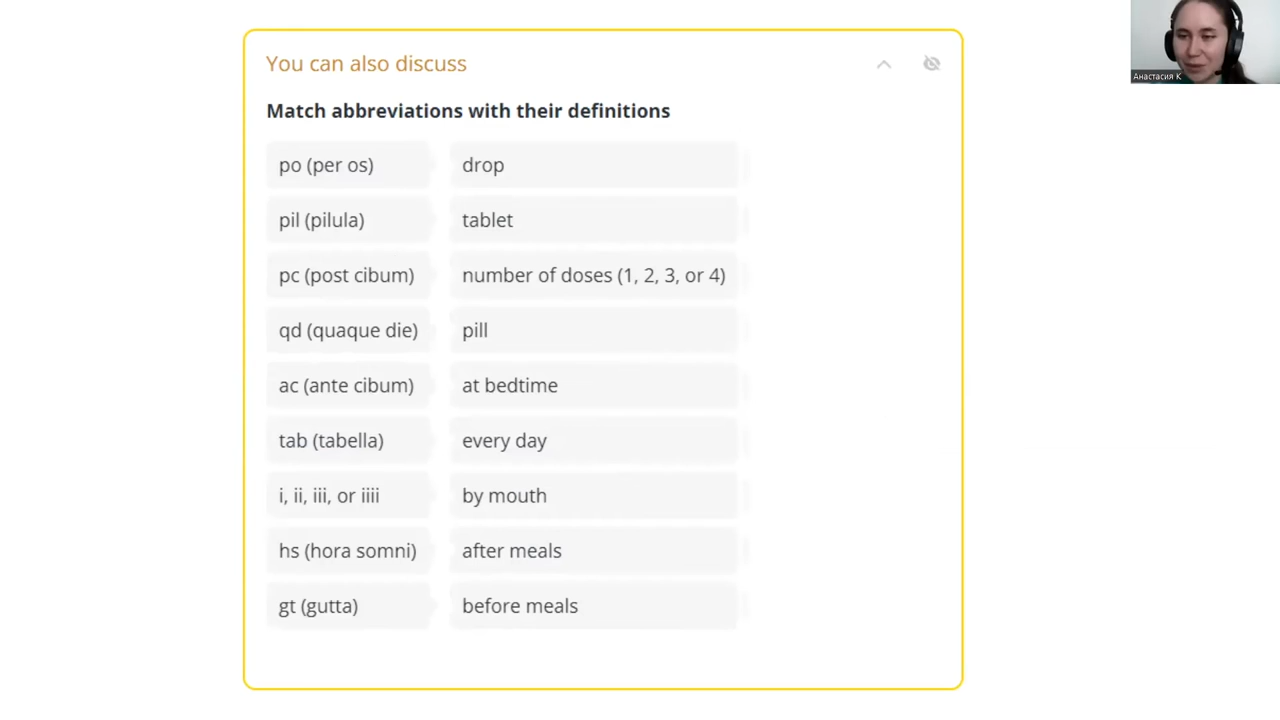 You can also discuss
Анастасия К
Match abbreviations with their definitions
po (per os) drop
pil (pilula) tablet
pc (post cibum) number of doses (1, 2, 3, or 4)
qd (quaque die) pill
ac (ante cibum) at bedtime
tab (tabella) every day
i, ii, iii, or iiii by mouth
hs (hora somni) after meals
gt (gutta) before meals